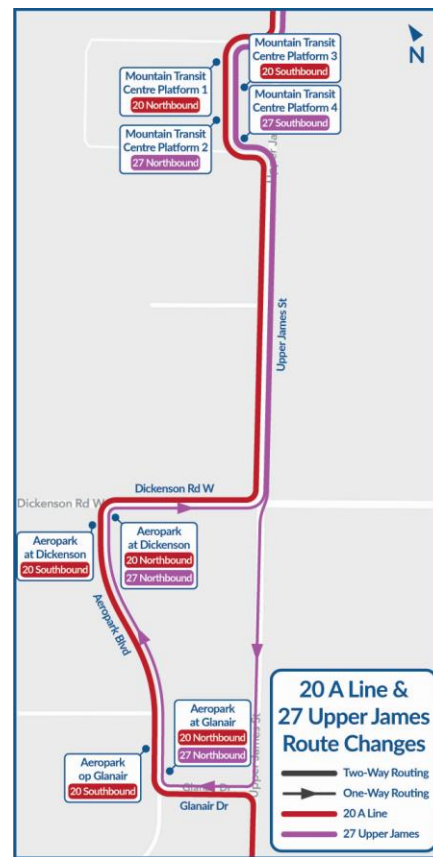 Mountain Transit
Centre Platform 3
20 Southbound
N
Mountain Transit
Centre Platform 1
20 Northbound
Mountain Transit
Centre Platform 4
27 Southbound
Mountain Transit
Centre Platform 2
27 Northbound
Upper Ja
Upper James St
Dickenson Rd W
Dickenson Rd W
Aeropark
at Dickenson
20 Southbound
Aeropark
at Dickenson
20 Northbound
27 Northbound
Aeropark Blvd
Aeropark
at Glanair
20 Northbound
27 Northbound
Upper James St
Aeropark
op Glanair
20 Southbound
Glanair Dr
Glanair Dr
20 A Line &
27 Upper James
Route Changes
Two-Way Routing
One-Way Routing
20 A Line
27 Upper James